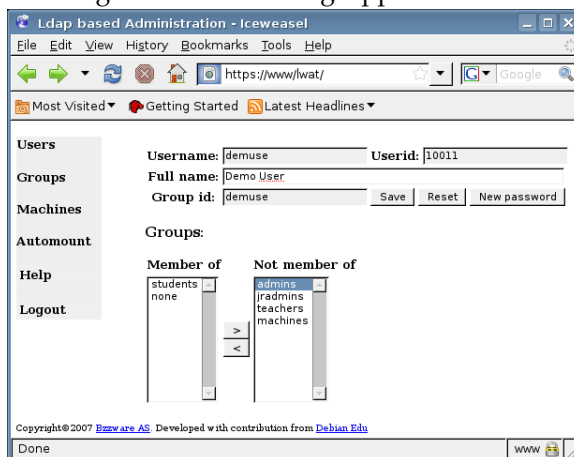 Ldap based Administration - Iceweasel
File Edit View History Bookmarks Tools Help
https://www/lwat/ G Google
Most Visited Getting Started Latest Headlines
Users
Groups
Machines
Automount
Help
Logout
Username: demuse Userid: 10011
Full name: Demo User
Group id: demuse Save Reset New password
Groups:
Member of Not member of
students
none
admins
jradmins
teachers
machines
>
<
Copyright©2007 Bzzware AS. Developed with contribution from Debian Edu
Done www